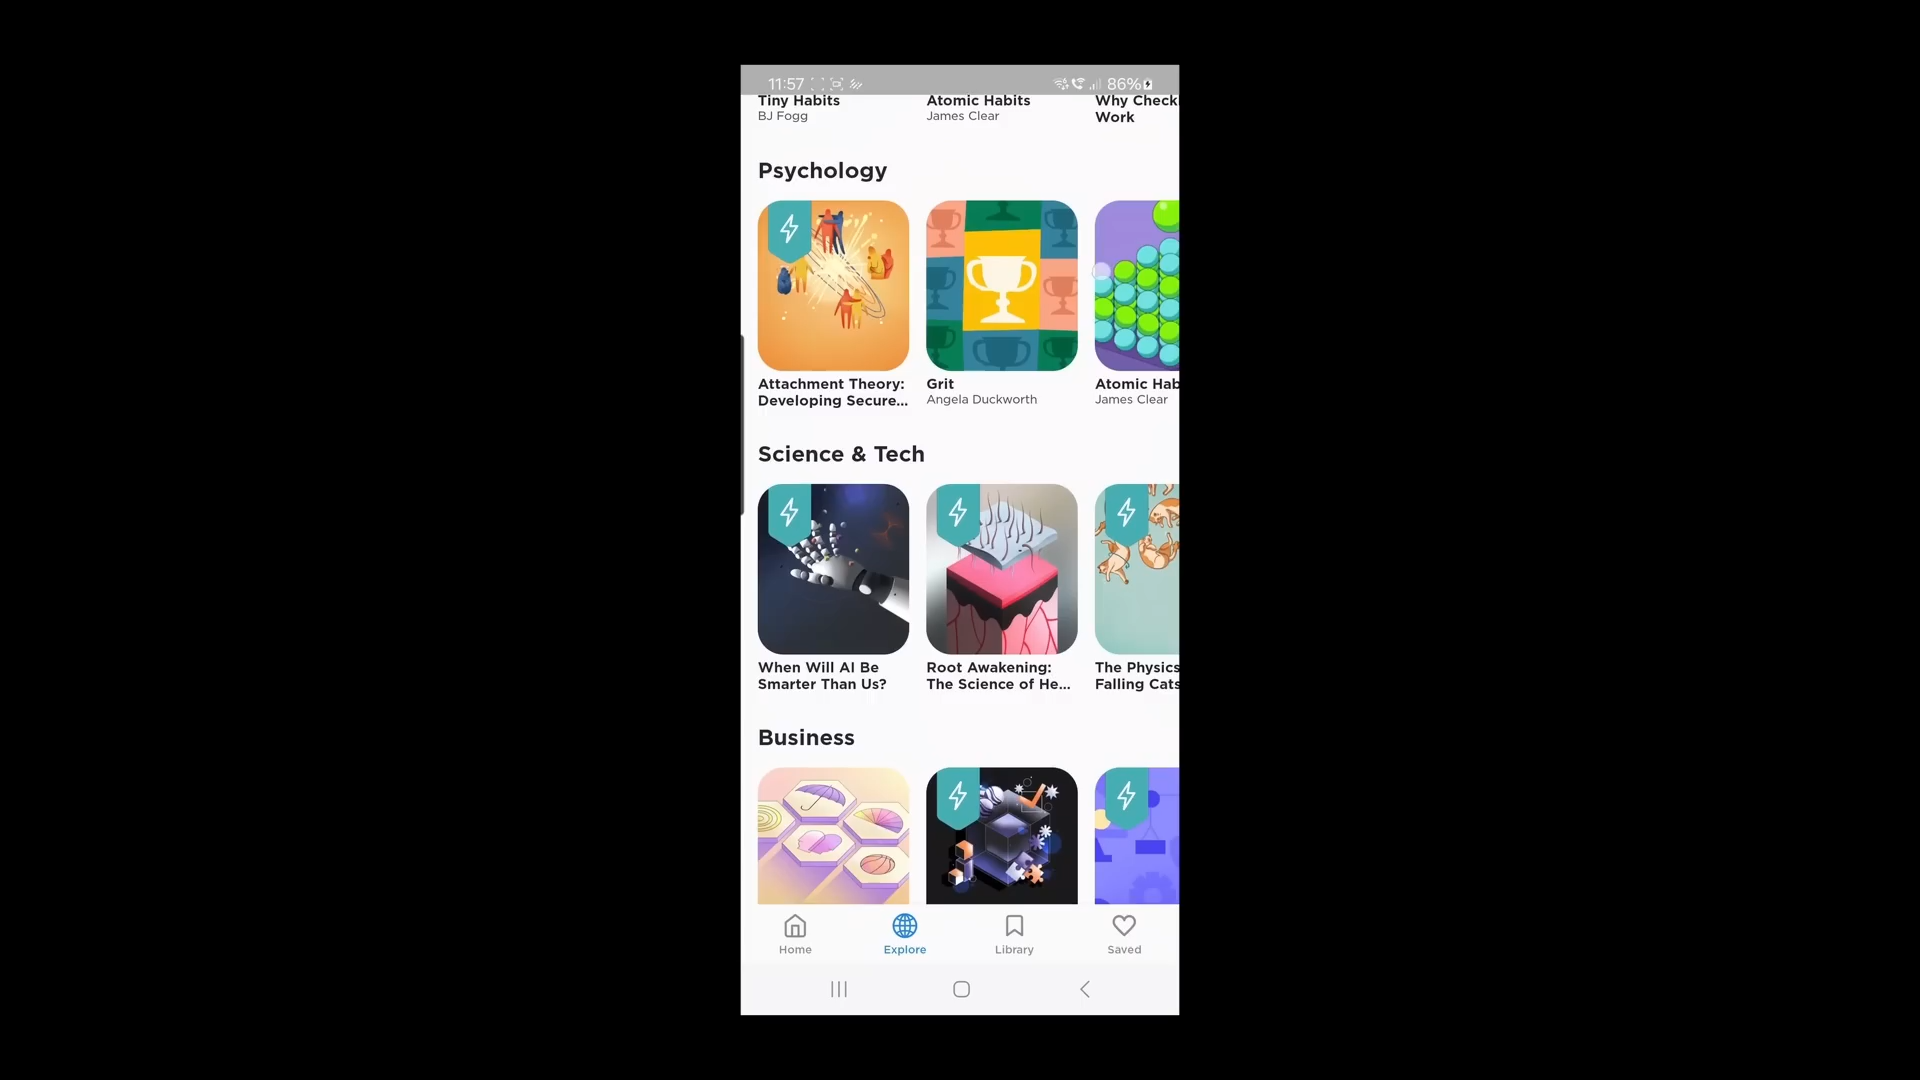 11:57
86%
Tiny Habits
BJ Fogg
Atomic Habits
James Clear
Why Check
Work
Psychology
Attachment Theory:
Developing Secure...
Grit
Angela Duckworth
Atomic Hab
James Clear
Science & Tech
When Will AI Be
Smarter Than Us?
Root Awakening:
The Science of He...
The Physics
Falling Cats
Business
Home
Explore
Library
Saved